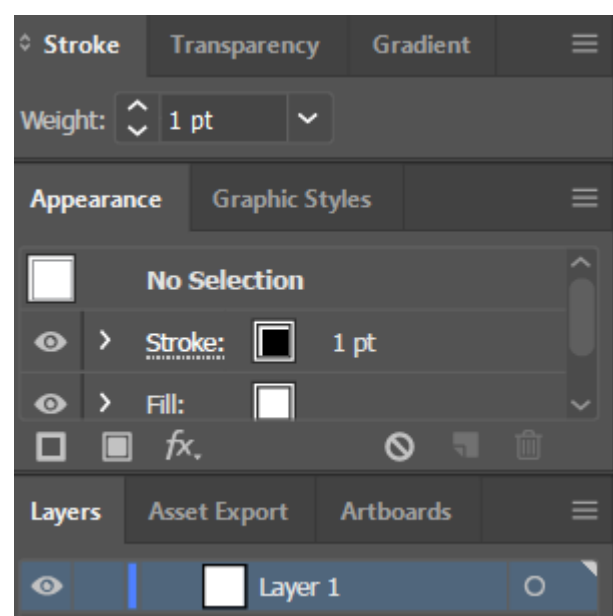 Stroke Transparency Gradient
Weight: 1 pt
Appearance Graphic Styles
No Selection
Stroke: 1 pt
Fill:
fx.
Layers Asset Export Artboards
Layer 1